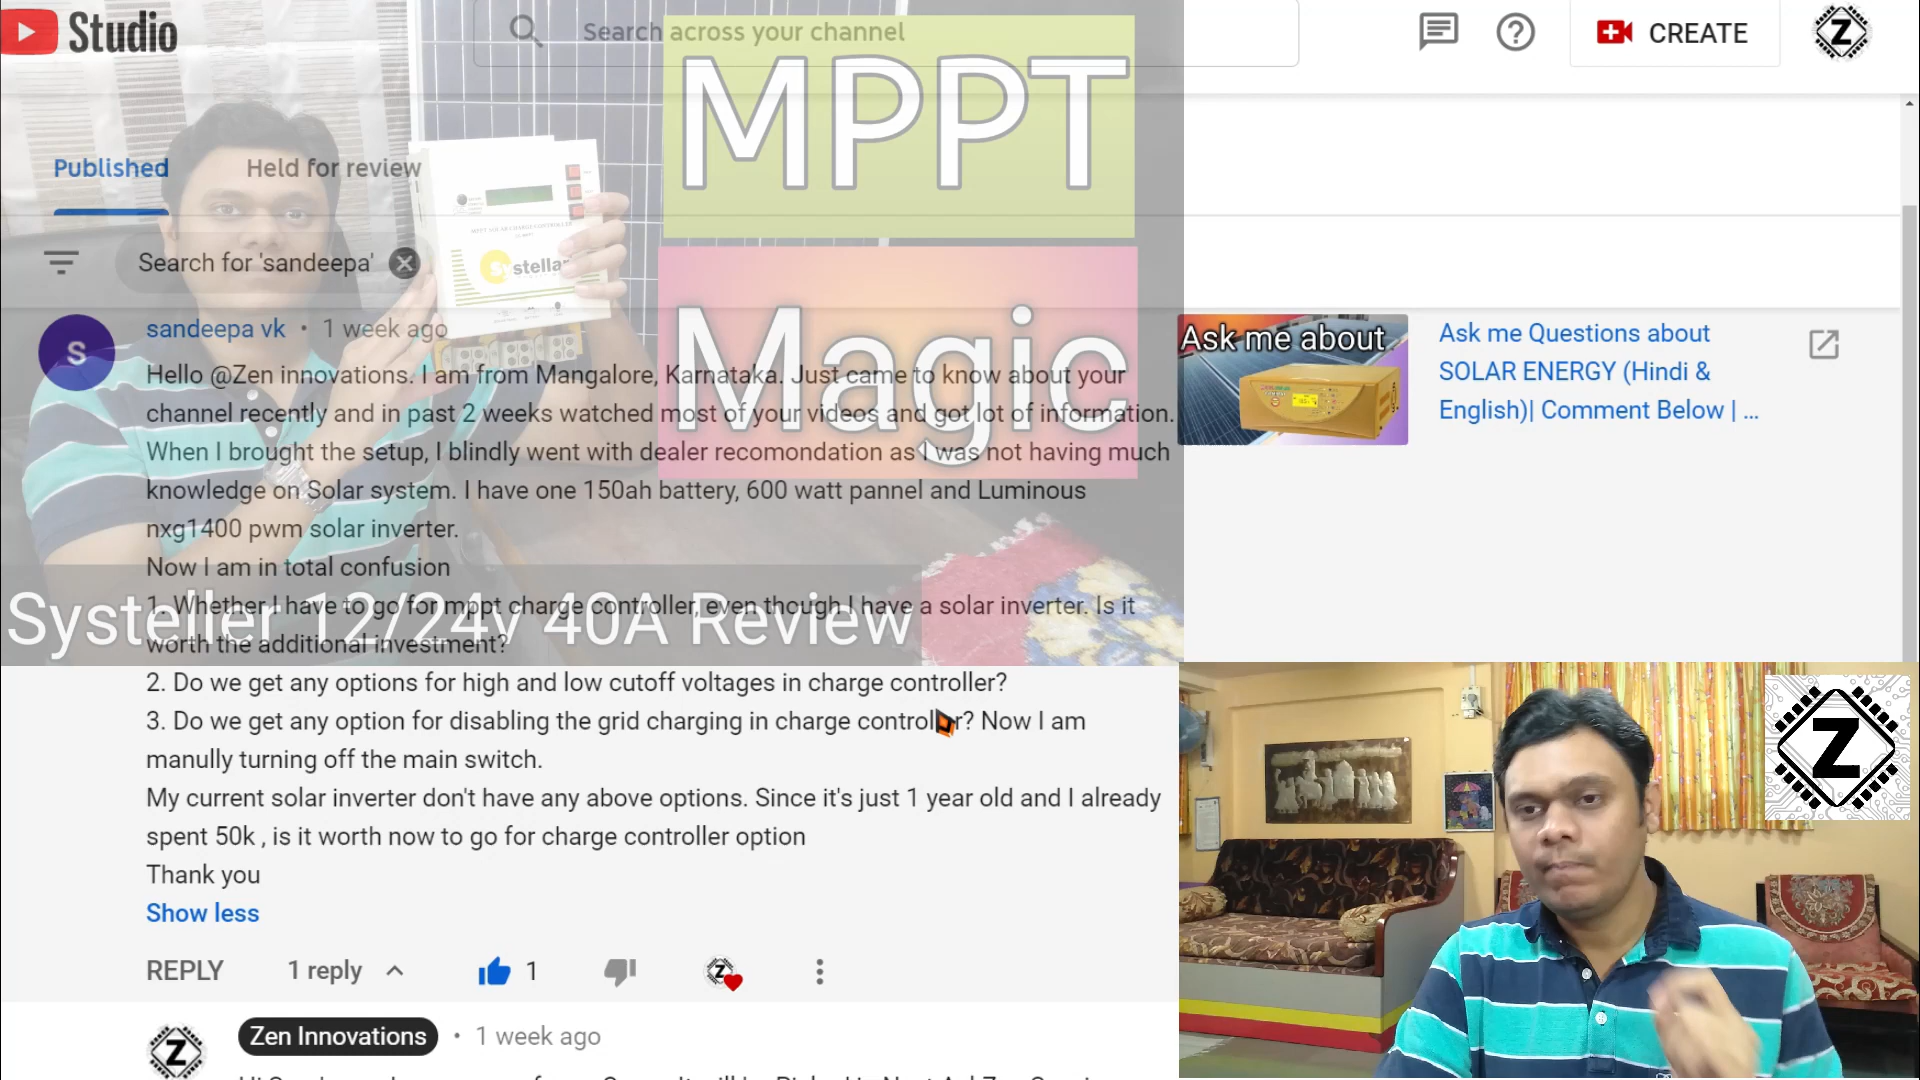 Studio
Search across your channel
CREATE
Z
MPPT
Published
Held for review
Search for 'sandeepa'
MPPT SOLAR CHARGE CONTROLLER
Systellar
Magic
S
sandeepa vk • 1 week ago
Hello @Zen innovations. I am from Mangalore, Karnataka. Just came to know about your
channel recently and in past 2 weeks watched most of your videos and got lot of information.
When I brought the setup, I blindly went with dealer recomondation as I was not having much
knowledge on Solar system. I have one 150ah battery, 600 watt pannel and Luminous
nxg1400 pwm solar inverter.
Now I am in total confusion
1. Whether I have to go for mppt charge controller, even though I have a solar inverter. Is it
worth the additional investment?
Systeller 12/24v 40A Review
2. Do we get any options for high and low cutoff voltages in charge controller?
3. Do we get any option for disabling the grid charging in charge controller? Now I am
manully turning off the main switch.
My current solar inverter don't have any above options. Since it's just 1 year old and I already
spent 50k , is it worth now to go for charge controller option
Thank you
Show less
REPLY
1 reply
1
Z
Ask me about
Ask me Questions about
SOLAR ENERGY (Hindi &
English)| Comment Below | ...
Z
Z
Zen Innovations • 1 week ago